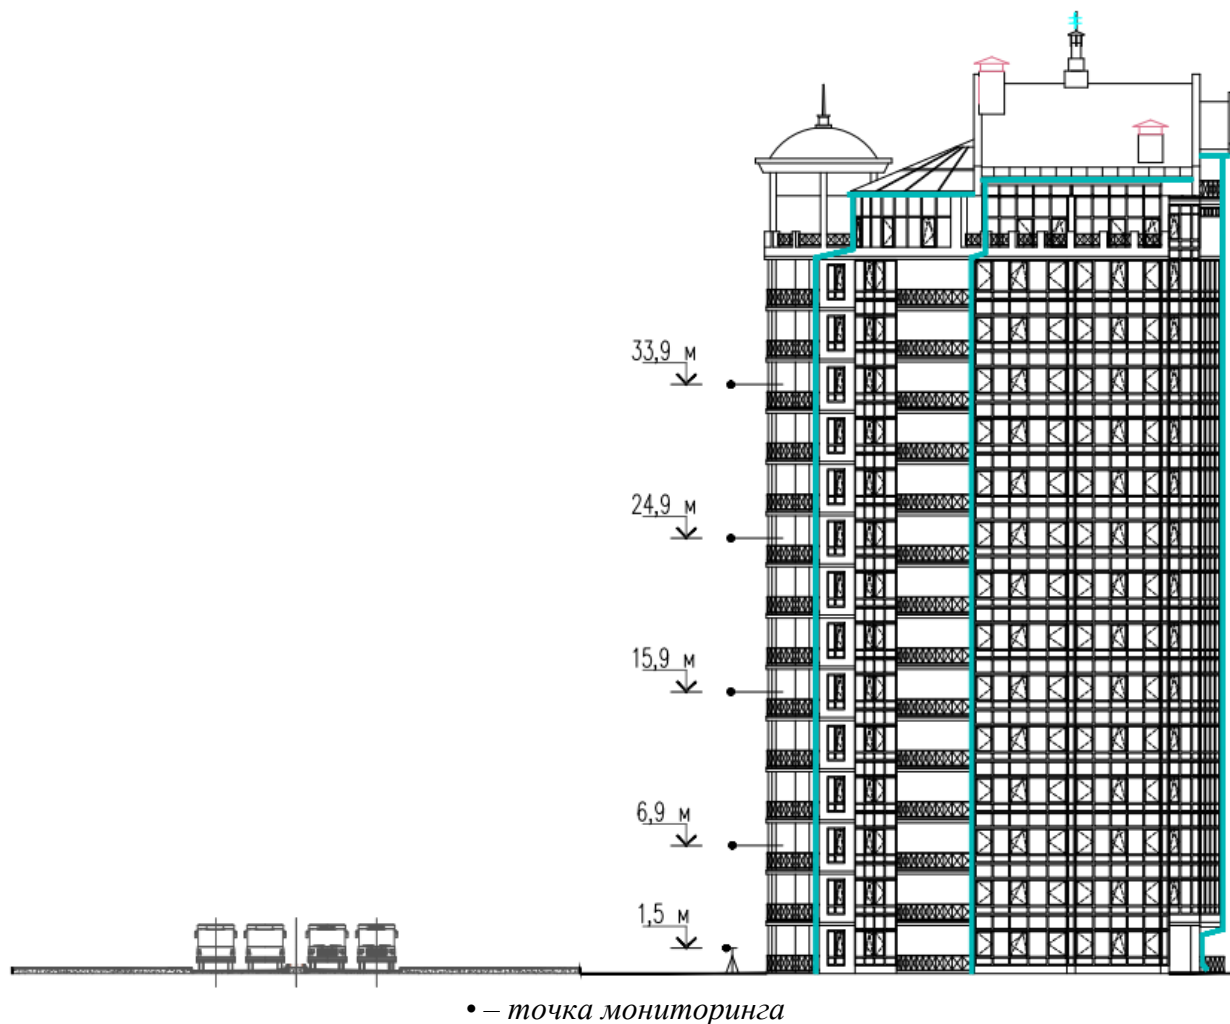 33,9 м
24,9 м
15,9 м
6,9 м
1,5 м
• – точка мониторинга